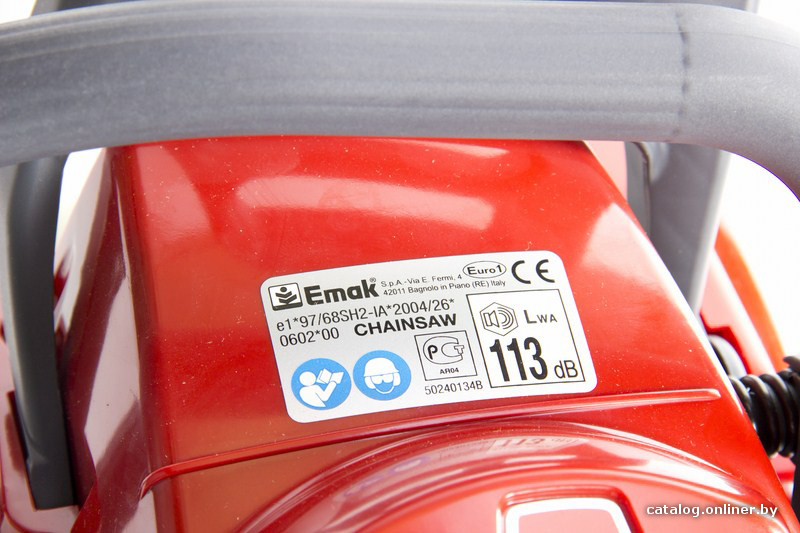 Emak® S.p.A.-Via E. Fermi, 4 Euro1 CE
42011 Bagnolo in Piano (RE) Italy
e1*97/68SH2-IA*2004/26*
0602*00 CHAINSAW
LWA
113 dB
PCT
AR04
50240134B
catalog.onliner.by